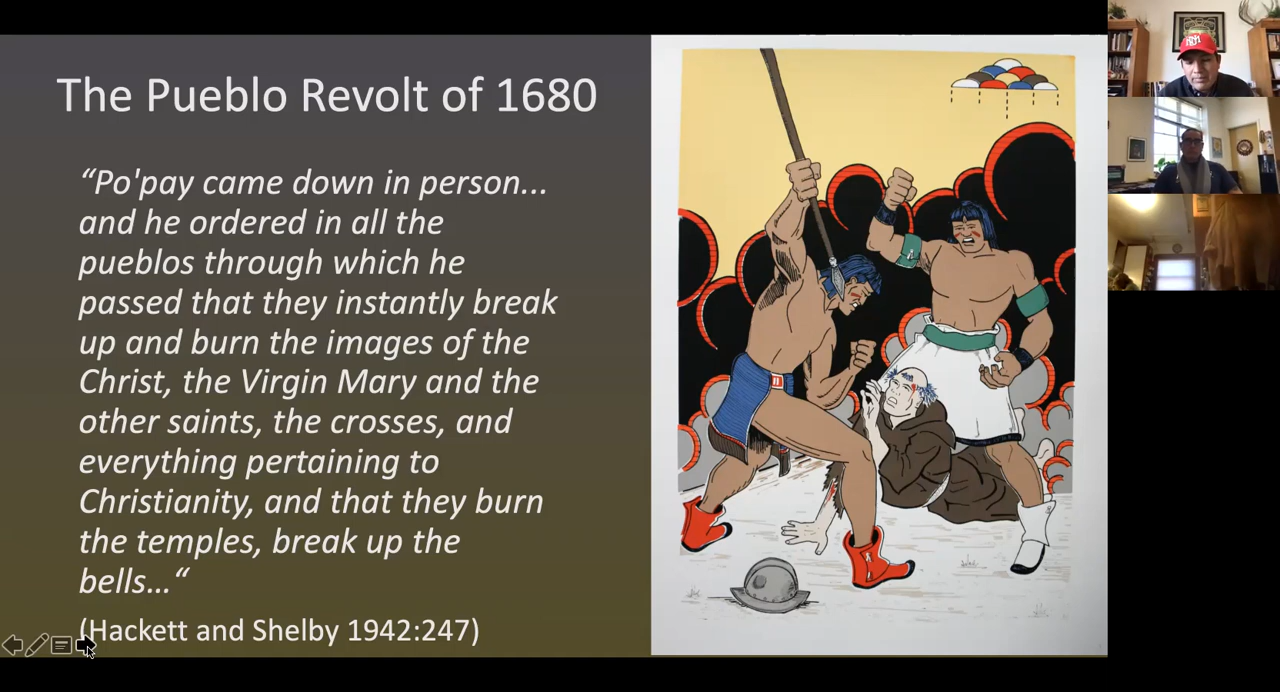 The Pueblo Revolt of 1680
“Po'pay came down in person...
and he ordered in all the
pueblos through which he
passed that they instantly break
up and burn the images of the
Christ, the Virgin Mary and the
other saints, the crosses, and
everything pertaining to
Christianity, and that they burn
the temples, break up the
bells…“
(Hackett and Shelby 1942:247)